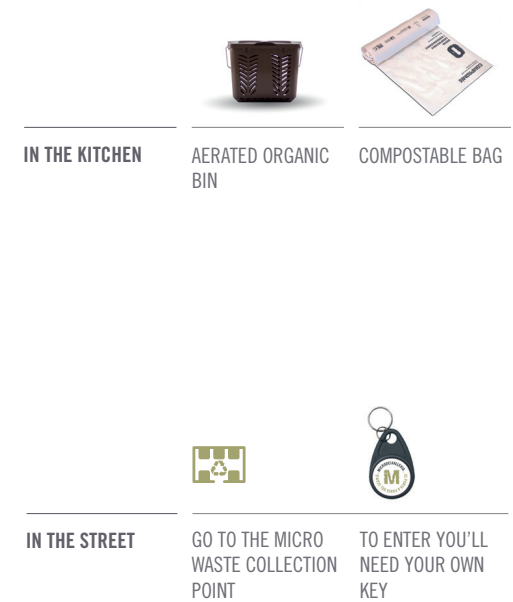 IN THE KITCHEN
AERATED ORGANIC
BIN
COMPOSTABLE BAG
M
IN THE STREET
GO TO THE MICRO
WASTE COLLECTION
POINT
TO ENTER YOU'LL
NEED YOUR OWN
KEY